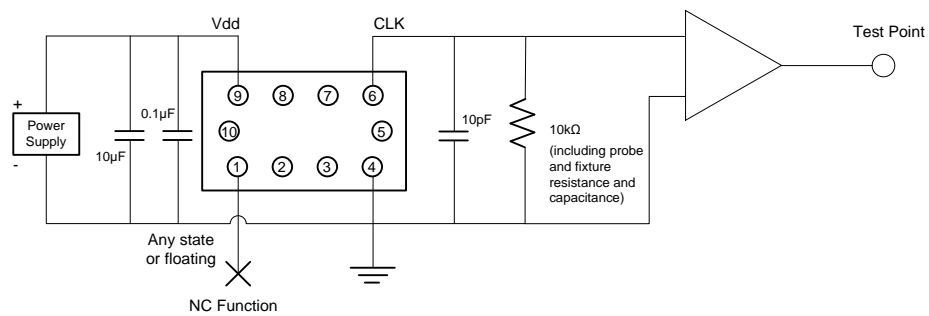 Vdd
CLK
Test Point
+
Power
Supply
-
10µF
0.1µF
9
8
7
6
10
5
1
2
3
4
10pF
10kΩ
(including probe
and fixture
resistance and
capacitance)
Any state
or floating
NC Function